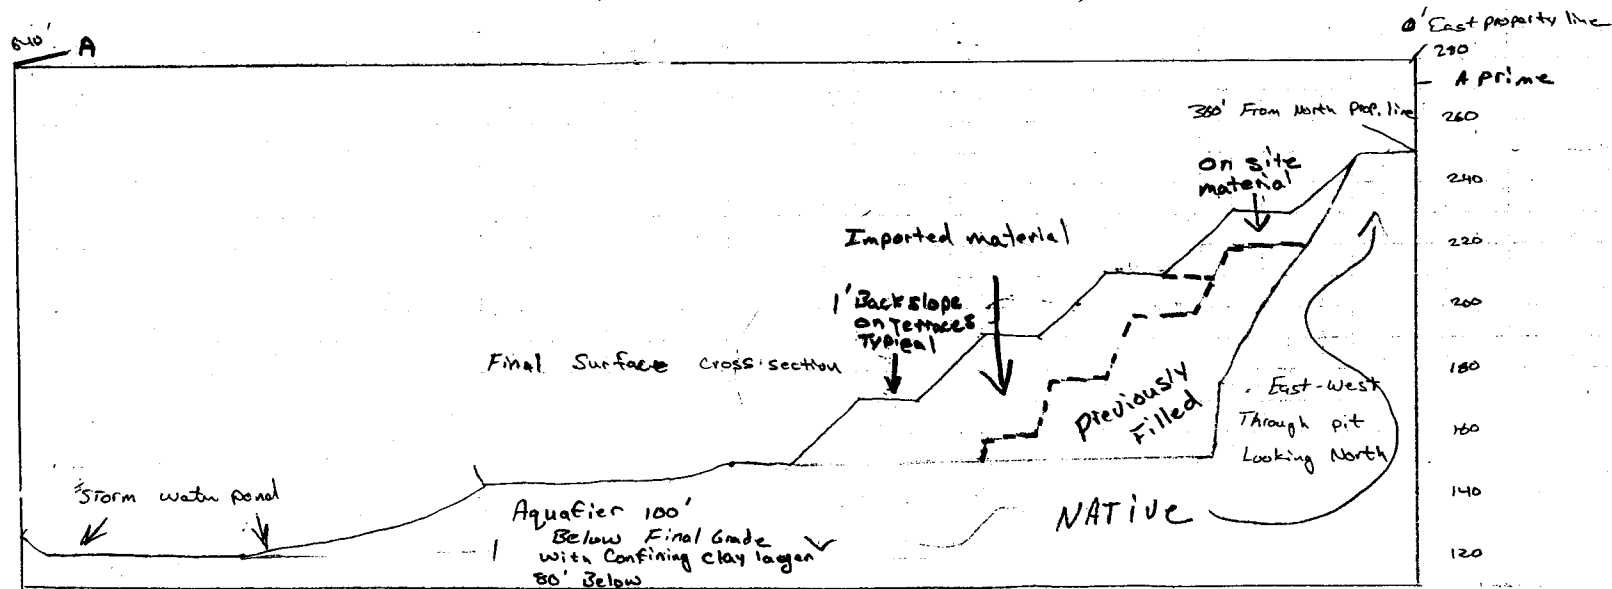 640'
A
0' East property line
280
A prime
360' From North Prop. line
260
on site
material
240
Imported material
220
1' Backslope
on Terraces
Typical
200
Final Surface cross-section
180
Previously
Filled
East-West
Through pit
Looking North
160
Storm water pond
140
Aquafier 100'
Below Final Grade
with Confining clay layer
80' Below
NATIVE
120